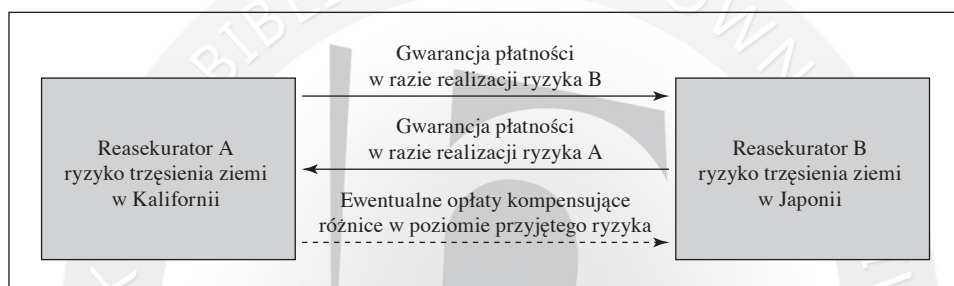 Gwarancja płatności
w razie realizacji ryzyka B
Reasekurator A
ryzyko trzęsienia ziemi
w Kalifornii
Gwarancja płatności
w razie realizacji ryzyka A
Reasekurator B
ryzyko trzęsienia ziemi
w Japonii
Ewentualne opłaty kompensujące
różnice w poziomie przyjętego ryzyka